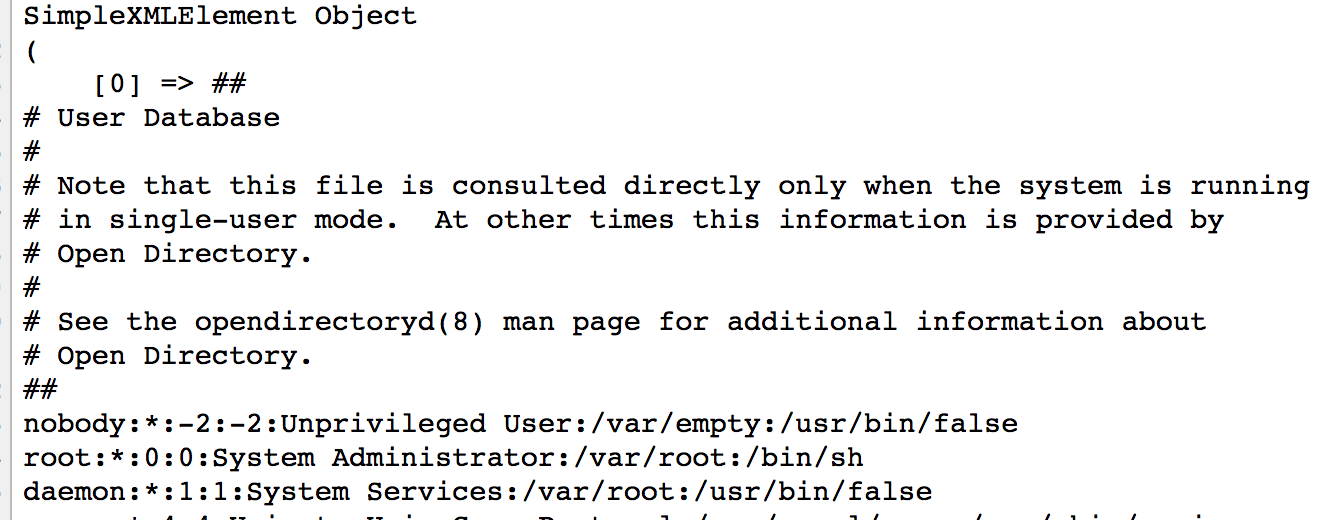 SimpleXMLElement Object
(
    [0] => ##
# User Database
#
# Note that this file is consulted directly only when the system is running
# in single-user mode.  At other times this information is provided by
# Open Directory.
#
# See the opendirectoryd(8) man page for additional information about
# Open Directory.
##
nobody:*:-2:-2:Unprivileged User:/var/empty:/usr/bin/false
root:*:0:0:System Administrator:/var/root:/bin/sh
daemon:*:1:1:System Services:/var/root:/usr/bin/false